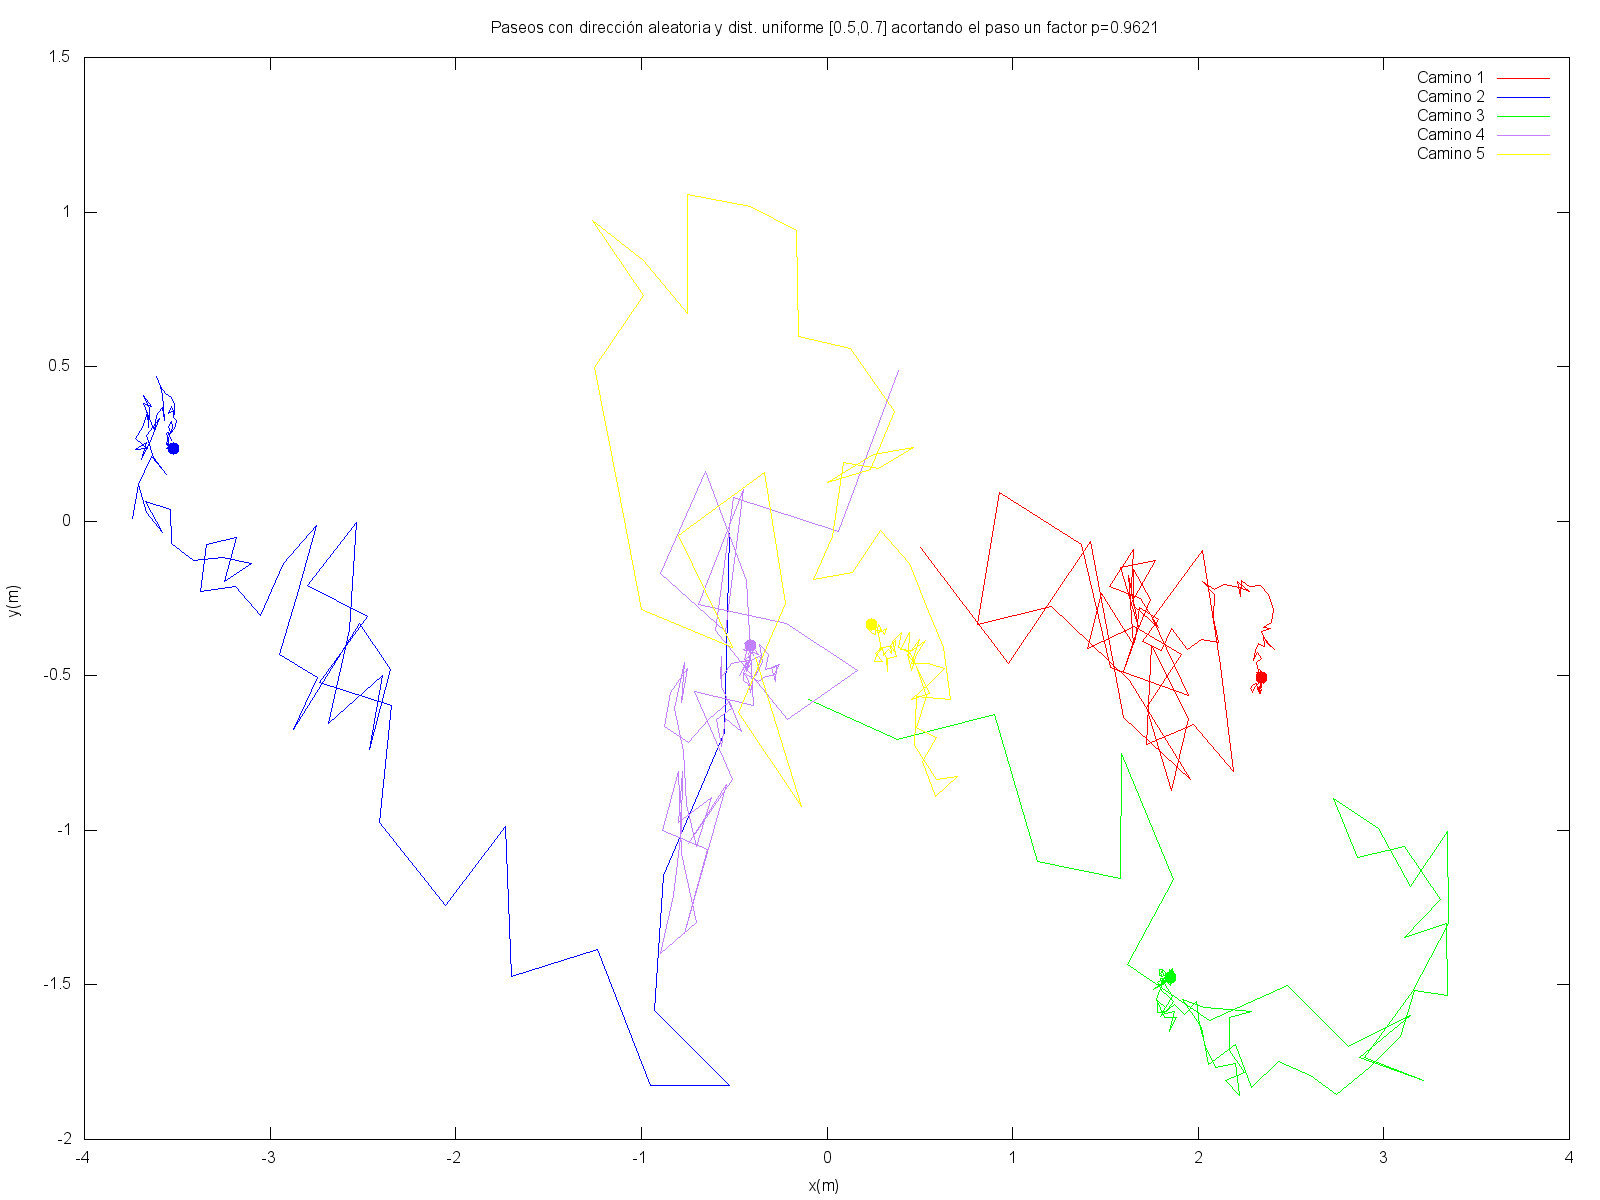 Paseos con dirección aleatoria y dist. uniforme [0.5,0.7] acortando el paso un factor p=0.9621
1.5
1
0.5
0
-0.5
-1
-1.5
-2
y(m)
Camino 1
Camino 2
Camino 3
Camino 4
Camino 5
-4 -3 -2 -1 0 1 2 3 4
x(m)